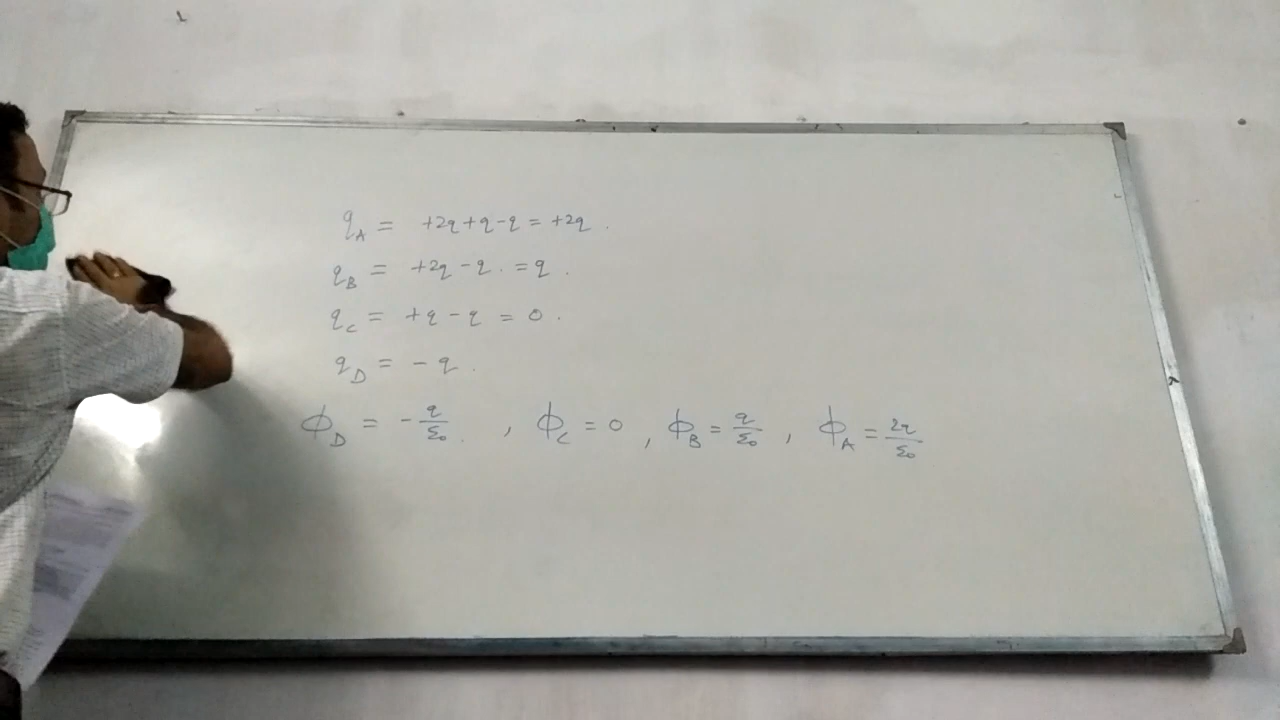 q_A = +2q+q-q = +2q .
q_B = +2q - q . = q .
q_C = +q - q = 0 .
q_D = - q .
ϕ_D = - q/ε₀ . , ϕ_C = 0 , ϕ_B = q/ε₀ , ϕ_A = 2q/ε₀